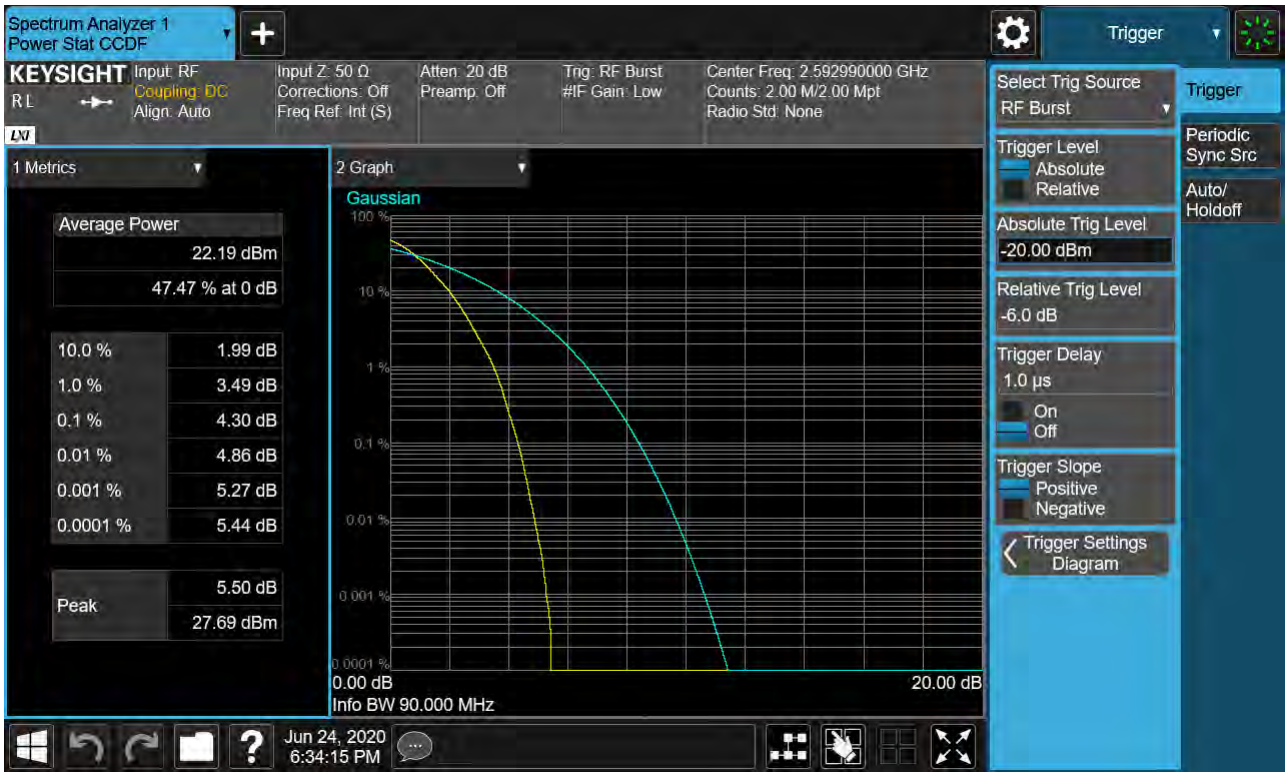 Spectrum Analyzer 1
Power Stat CCDF
+
Trigger
KEYSIGHT
RL
LXI
Input: RF
Coupling: DC
Align: Auto
Input Z: 50 Ω
Corrections: Off
Freq Ref: Int (S)
Atten: 20 dB
Preamp: Off
Trig: RF Burst
#IF Gain: Low
Center Freq: 2.592990000 GHz
Counts: 2.00 M/2.00 Mpt
Radio Std: None
1 Metrics
Average Power
22.19 dBm
47.47 % at 0 dB
10.0 % 1.99 dB
1.0 % 3.49 dB
0.1 % 4.30 dB
0.01 % 4.86 dB
0.001 % 5.27 dB
0.0001 % 5.44 dB
Peak
5.50 dB
27.69 dBm
2 Graph
Gaussian
100 %
10 %
1 %
0.1 %
0.01 %
0.001 %
0.0001 %
0.00 dB 20.00 dB
Info BW 90.000 MHz
Select Trig Source
RF Burst
Trigger Level
Absolute
Relative
Absolute Trig Level
-20.00 dBm
Relative Trig Level
-6.0 dB
Trigger Delay
1.0 µs
On
Off
Trigger Slope
Positive
Negative
Trigger Settings
Diagram
Trigger
Periodic
Sync Src
Auto/
Holdoff
?
Jun 24, 2020
6:34:15 PM